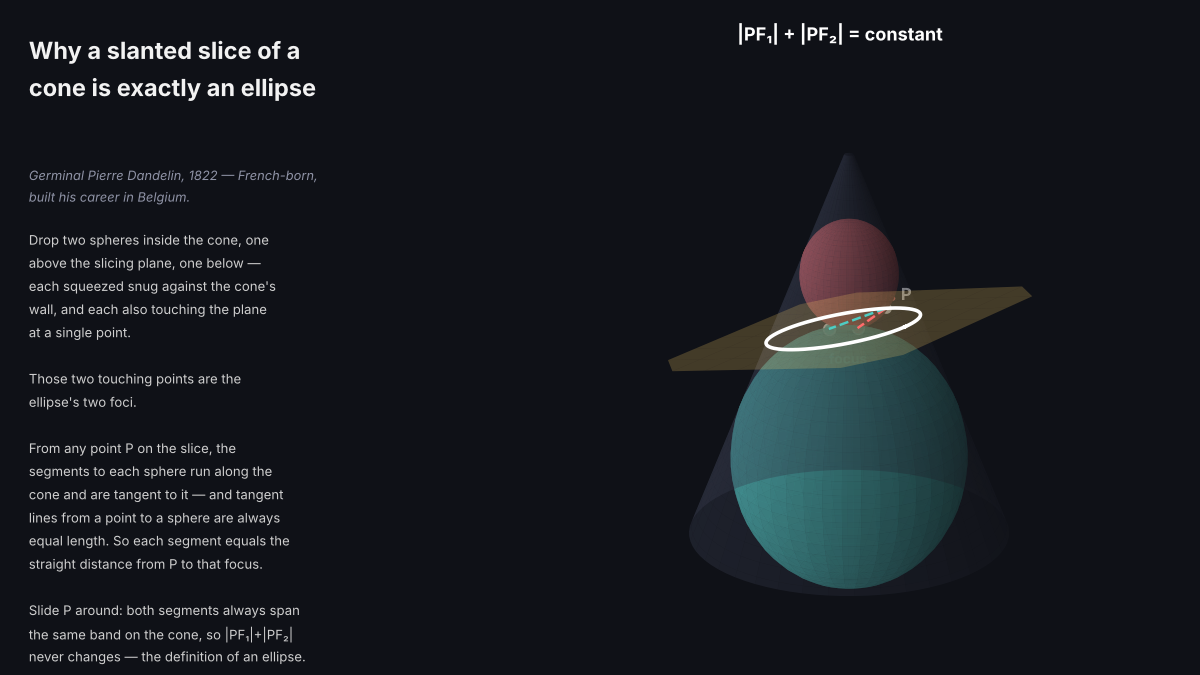 Why a slanted slice of a
cone is exactly an ellipse
Germinal Pierre Dandelin, 1822 — French-born,
built his career in Belgium.
Drop two spheres inside the cone, one
above the slicing plane, one below —
each squeezed snug against the cone's
wall, and each also touching the plane
at a single point.
Those two touching points are the
ellipse's two foci.
From any point P on the slice, the
segments to each sphere run along the
cone and are tangent to it — and tangent
lines from a point to a sphere are always
equal length. So each segment equals the
straight distance from P to that focus.
Slide P around: both segments always span
the same band on the cone, so |PF₁|+|PF₂|
never changes — the definition of an ellipse.
|PF₁| + |PF₂| = constant
P